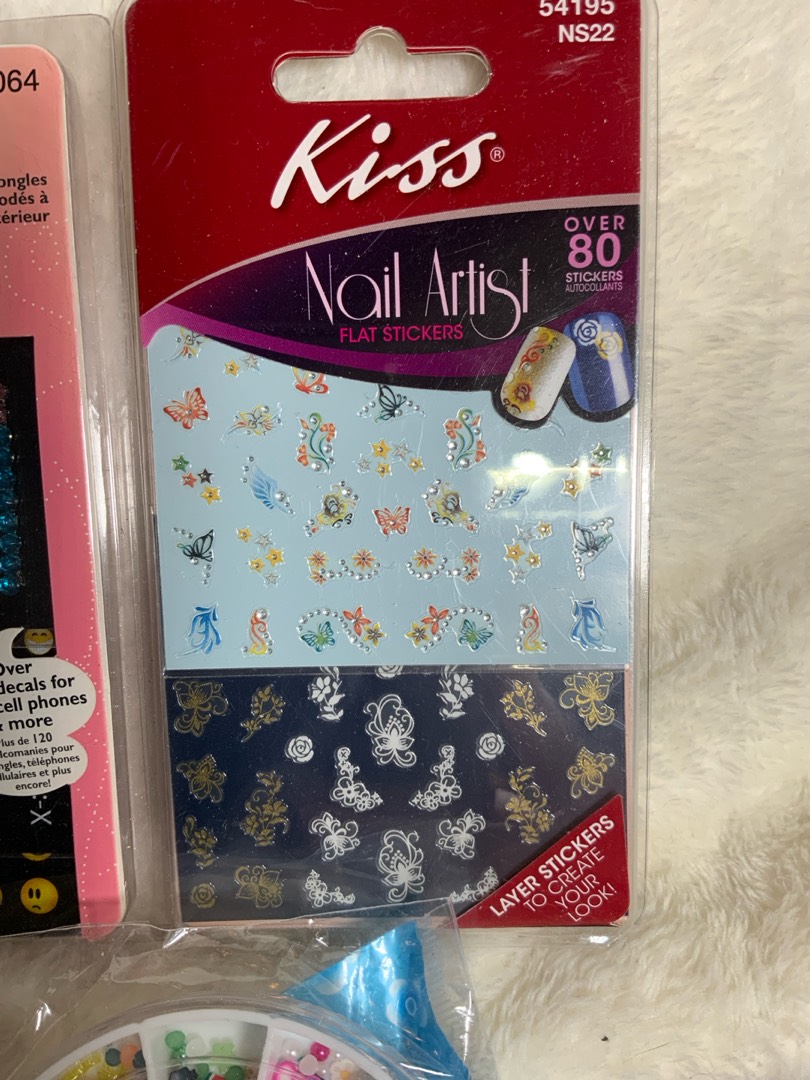 54195
NS22
Kiss®
Nail Artist
FLAT STICKERS
OVER
80
STICKERS
AUTOCOLLANTS
LAYER STICKERS
TO CREATE
YOUR
LOOK!
064
ongles
odés à
érieur
Over
decals for
cell phones
& more
Plus de 120
lcomanies pour
ngles, téléphones
llulaires et plus
encore!